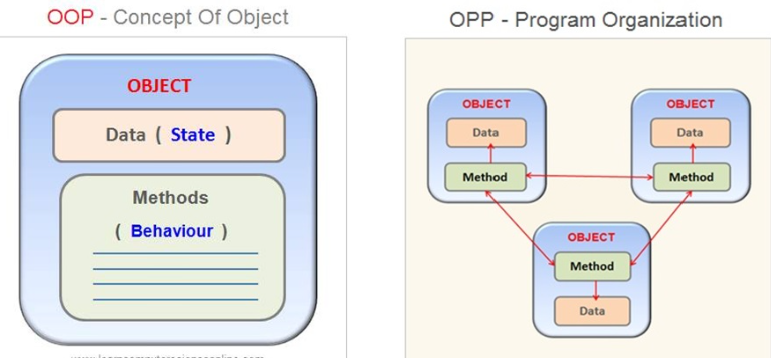 OOP - Concept Of Object
OBJECT
Data ( State )
Methods
( Behaviour )
OPP - Program Organization
OBJECT
Data
Method
OBJECT
Data
Method
OBJECT
Method
Data